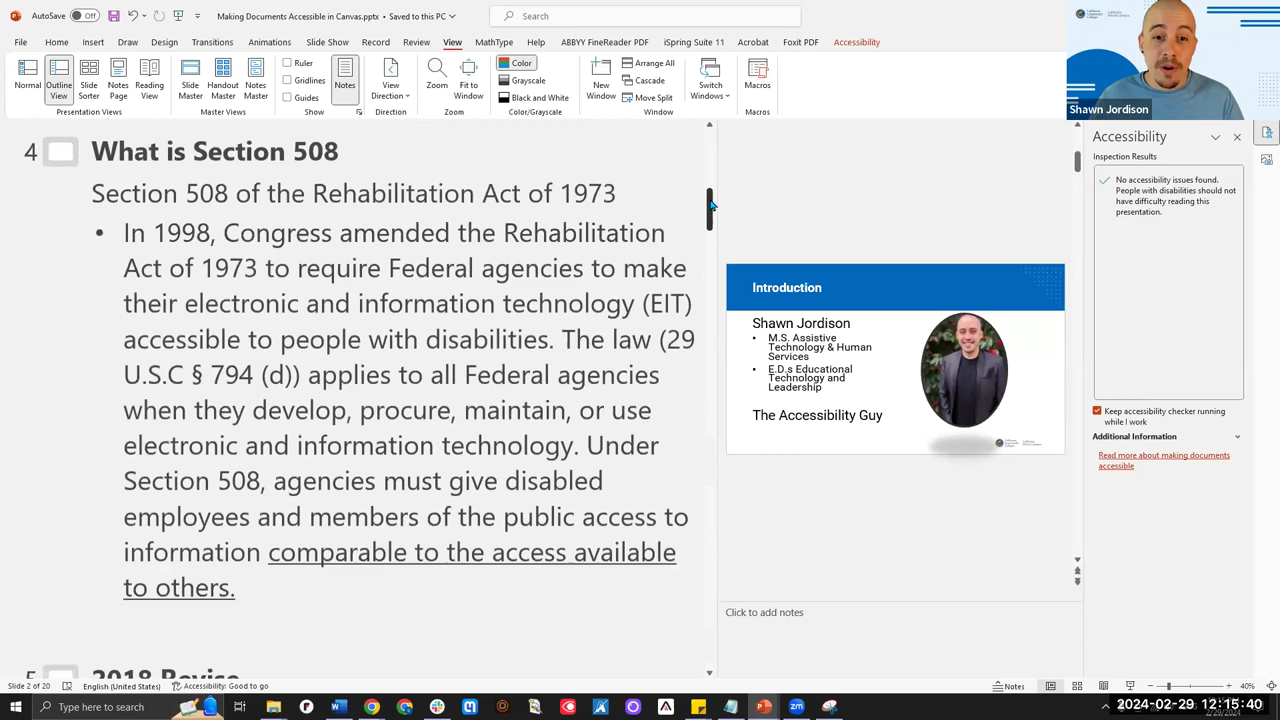 AutoSave
Off
Making Documents Accessible in Canvas.pptx • Saved to this PC
Search
File Home Insert Draw Design Transitions Animations Slide Show Record Review View MathType Help ABBYY FineReader PDF iSpring Suite 11 Acrobat Foxit PDF Accessibility
Normal
Outline View
Slide Sorter
Notes Page
Reading View
Presentation Views
Slide Master
Handout Master
Notes Master
Master Views
Ruler
Gridlines
Guides
Show
Notes
View Direction
Direction
Zoom
Fit to Window
Zoom
Color
Grayscale
Black and White
Color/Grayscale
New Window
Arrange All
Cascade
Move Split
Switch Windows
Window
Macros
Macros
Shawn Jordison
4 What is Section 508
Section 508 of the Rehabilitation Act of 1973
• In 1998, Congress amended the Rehabilitation
Act of 1973 to require Federal agencies to make
their electronic and information technology (EIT)
accessible to people with disabilities. The law (29
U.S.C § 794 (d)) applies to all Federal agencies
when they develop, procure, maintain, or use
electronic and information technology. Under
Section 508, agencies must give disabled
employees and members of the public access to
information comparable to the access available
to others.
5 2018 Revise
Introduction
Shawn Jordison
• M.S. Assistive
Technology & Human
Services
• E.D.s Educational
Technology and
Leadership
The Accessibility Guy
Click to add notes
Accessibility
Inspection Results
No accessibility issues found.
People with disabilities should not
have difficulty reading this
presentation.
Keep accessibility checker running
while I work
Additional Information
Read more about making documents
accessible
Slide 2 of 20
English (United States)
Accessibility: Good to go
Notes
40%
Type here to search
2024-02-29 12:15:40